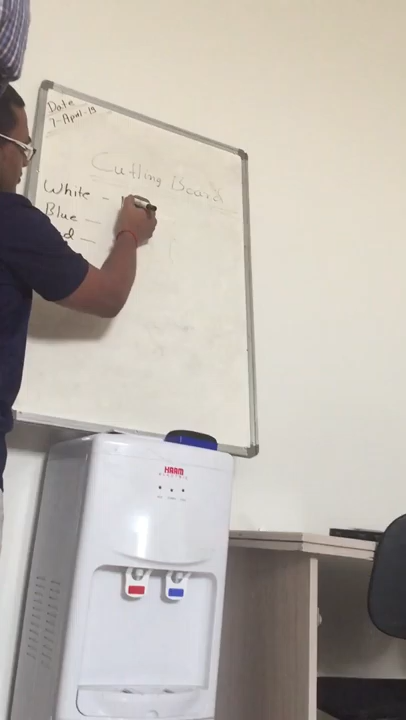 Date
7-April-19
Cutting Board
White -
Blue -
HAAM